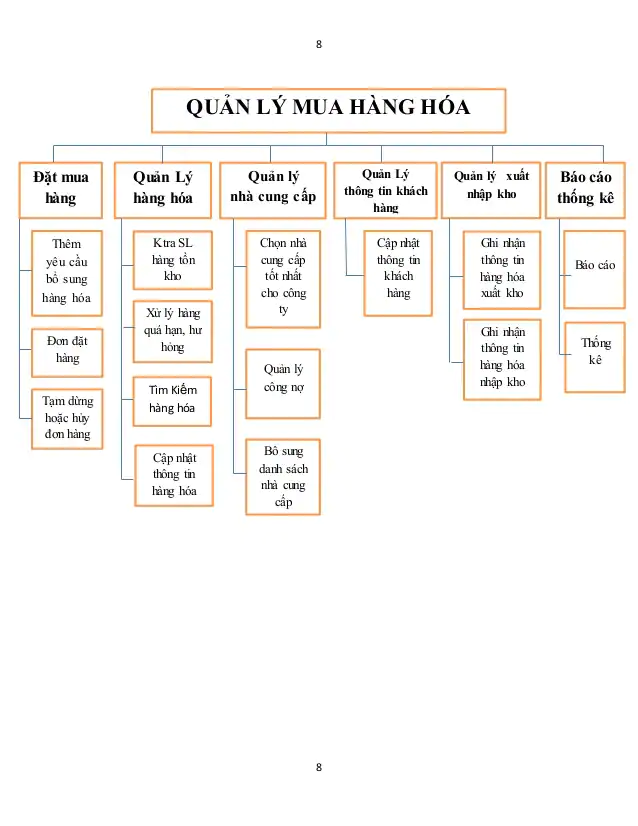 8
QUẢN LÝ MUA HÀNG HÓA
Đặt mua
hàng
Quản Lý
hàng hóa
Quản lý
nhà cung cấp
Quản Lý
thông tin khách
hàng
Quản lý xuất
nhập kho
Báo cáo
thống kê
Thêm
yêu cầu
bổ sung
hàng hóa
Đơn đặt
hàng
Tạm dừng
hoặc hủy
đơn hàng
Ktra SL
hàng tồn
kho
Xử lý hàng
quá hạn, hư
hỏng
Tìm Kiếm
hàng hóa
Cập nhật
thông tin
hàng hóa
Chọn nhà
cung cấp
tốt nhất
cho công
ty
Quản lý
công nợ
Bổ sung
danh sách
nhà cung
cấp
Cập nhật
thông tin
khách
hàng
Ghi nhận
thông tin
hàng hóa
xuất kho
Ghi nhận
thông tin
hàng hóa
nhập kho
Báo cáo
Thống
kê
8